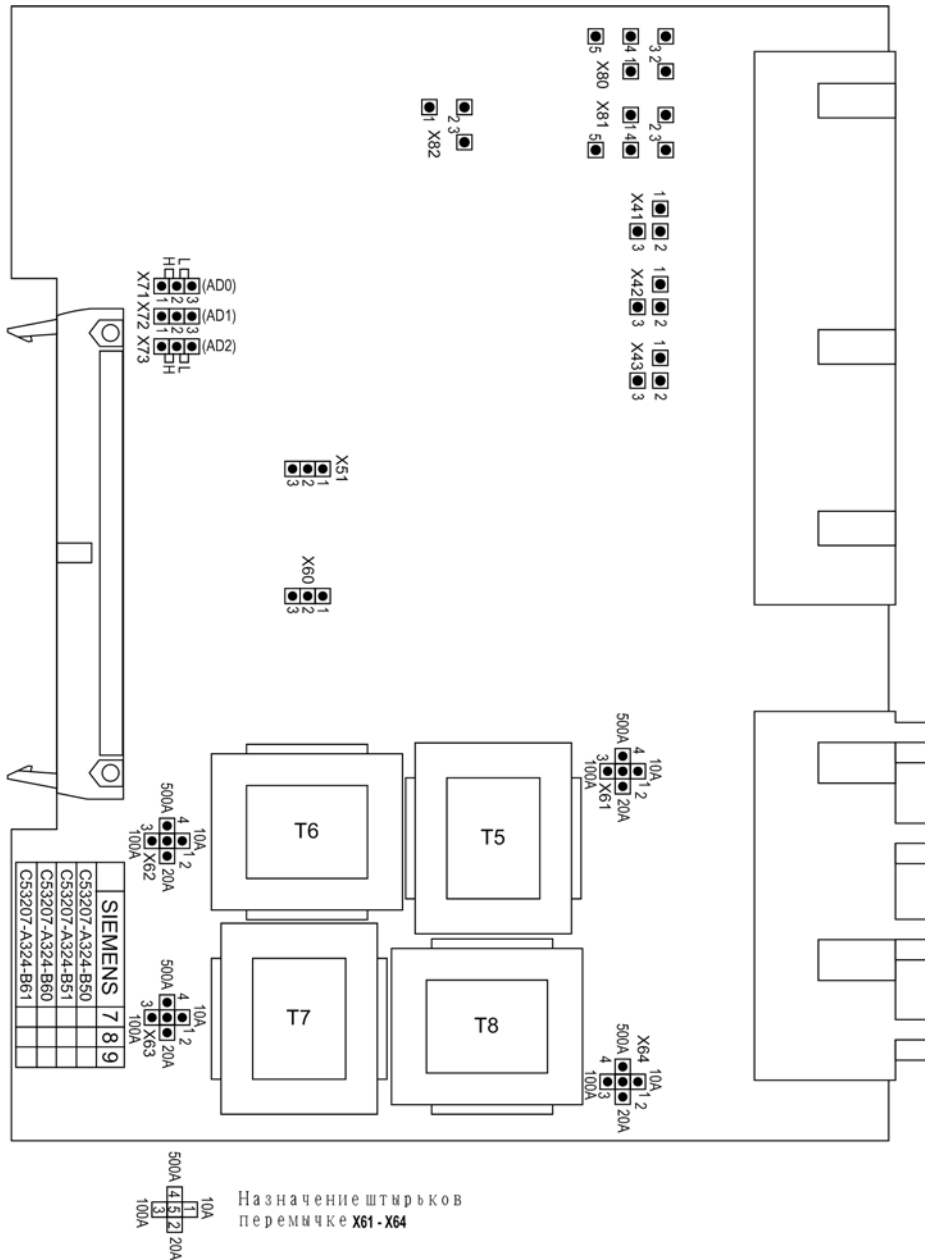 5
4
3
2
1
X80
X81
1
4
2
3
5
1
X82
2
3
X41
1
2
3
X42
1
2
3
X43
1
2
3
H
L
X71
1
2
3
(AD0)
X72
1
2
3
(AD1)
X73
(AD2)
H
L
X51
3
2
1
X60
3
2
1
500A
4
10A
3
1
2
X61
100A
20A
T6
T5
500A
4
10A
3
1
2
X62
100A
20A
SIEMENS 7 8 9
C53207-A324-B50
C53207-A324-B51
C53207-A324-B60
C53207-A324-B61
500A
4
10A
3
1
2
X63
100A
20A
T7
T8
X64
500A
4
10A
1
2
3
100A
20A
500A
4
10A
3 5 1
2
100A
20A
Назначение штырьков
перемычке X61 - X64